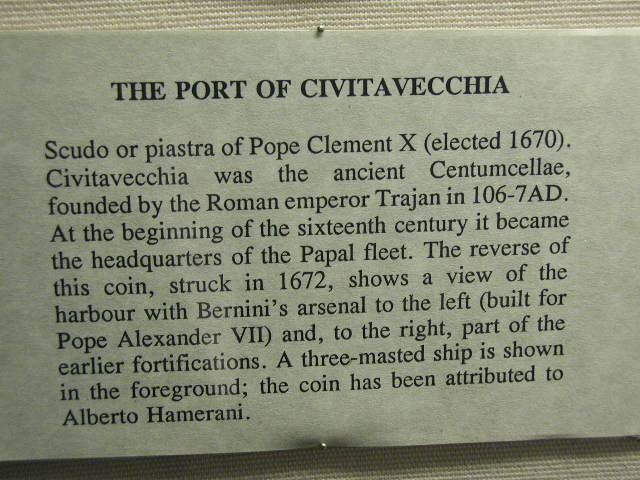 THE PORT OF CIVITAVECCHIA
Scudo or piastra of Pope Clement X (elected 1670).
Civitavecchia was the ancient Centumcellae,
founded by the Roman emperor Trajan in 106-7AD.
At the beginning of the sixteenth century it became
the headquarters of the Papal fleet. The reverse of
this coin, struck in 1672, shows a view of the
harbour with Bernini's arsenal to the left (built for
Pope Alexander VII) and, to the right, part of the
earlier fortifications. A three-masted ship is shown
in the foreground; the coin has been attributed to
Alberto Hamerani.